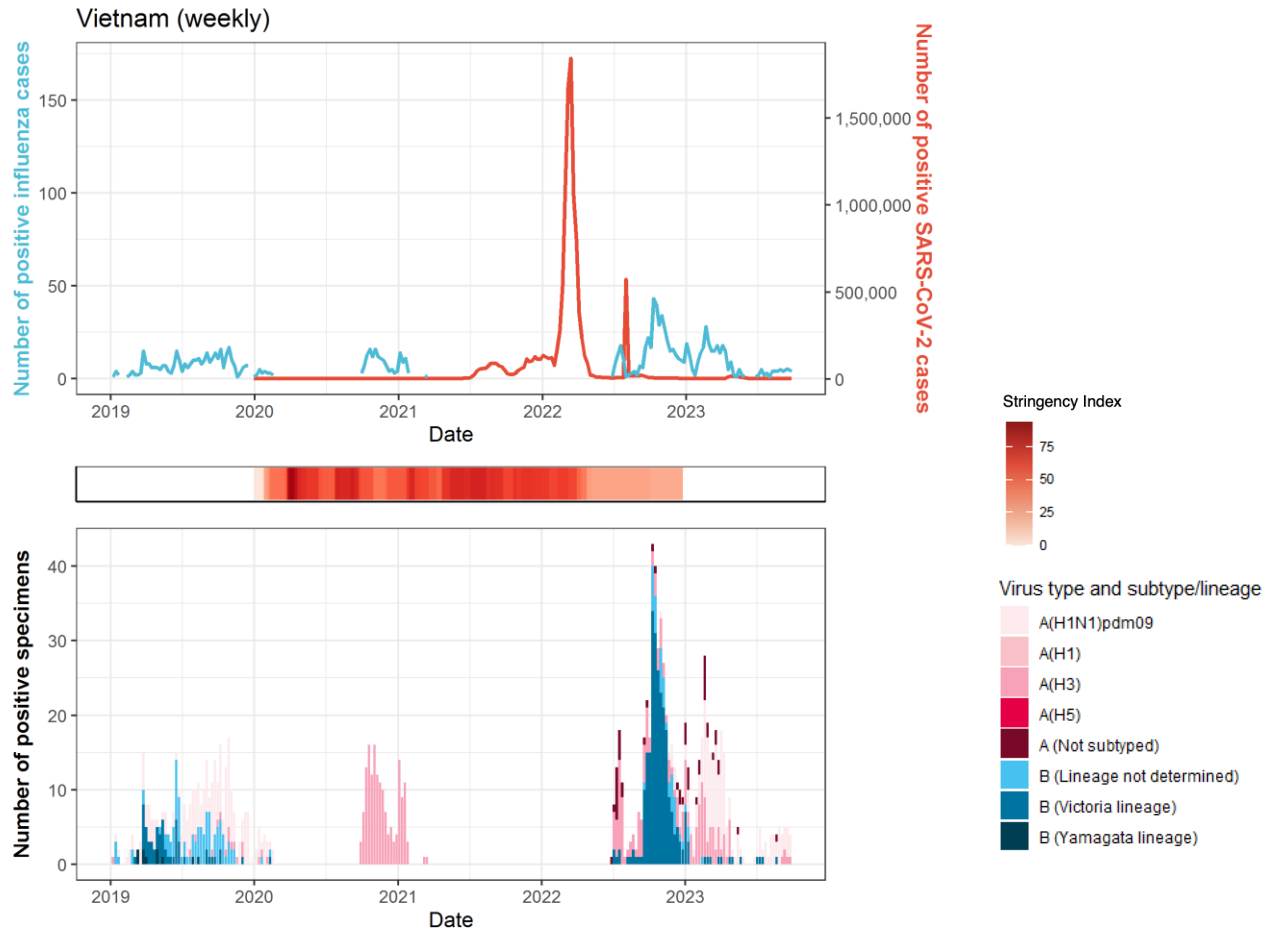 Vietnam (weekly)
Number of positive influenza cases
150
100
50
0
Number of positive SARS-CoV-2 cases
1,500,000
1,000,000
500,000
0
2019
2020
2021
2022
2023
Date
Stringency Index
75
50
25
0
Number of positive specimens
40
30
20
10
0
2019
2020
2021
2022
2023
Date
Virus type and subtype/lineage
A(H1N1)pdm09
A(H1)
A(H3)
A(H5)
A (Not subtyped)
B (Lineage not determined)
B (Victoria lineage)
B (Yamagata lineage)